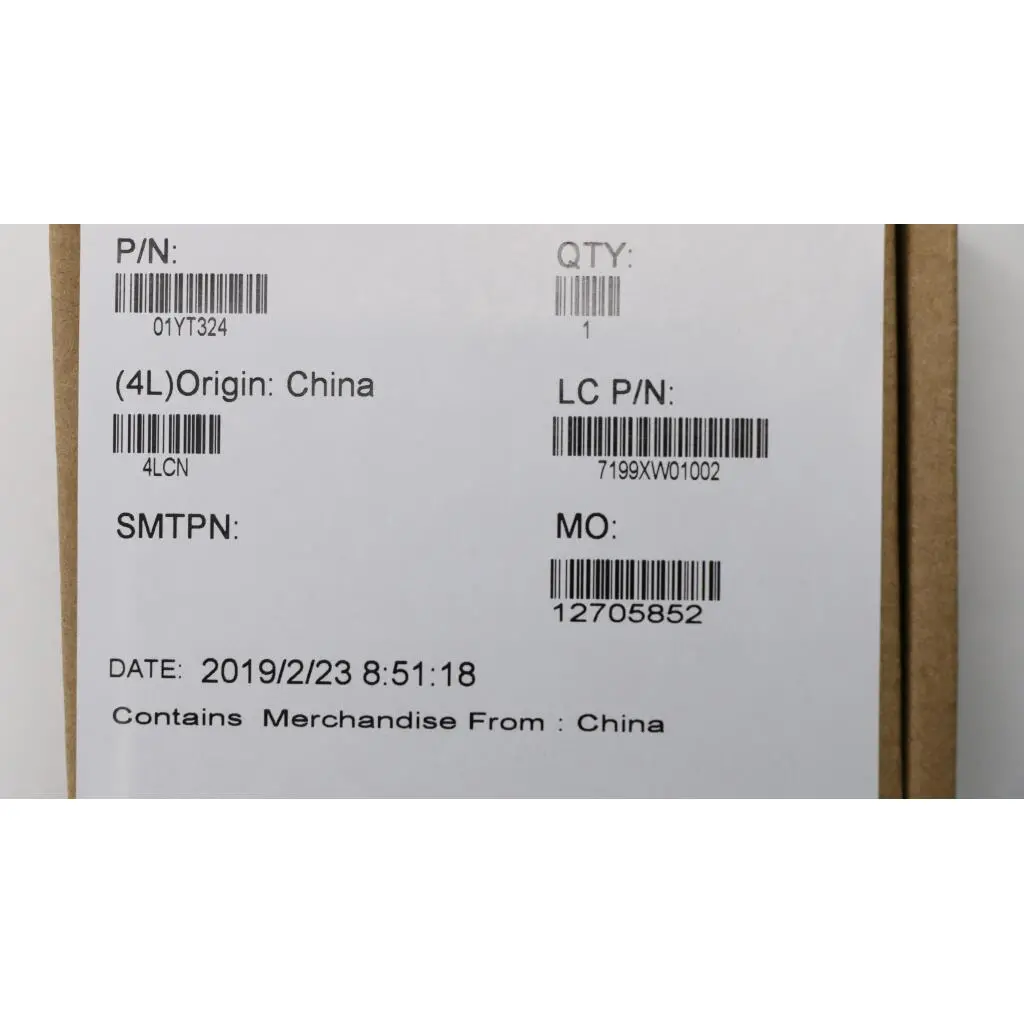 P/N:
01YT324
QTY:
1
(4L)Origin: China
4LCN
LC P/N:
7199XW01002
SMTPN:
MO:
12705852
DATE: 2019/2/23 8:51:18
Contains Merchandise From : China